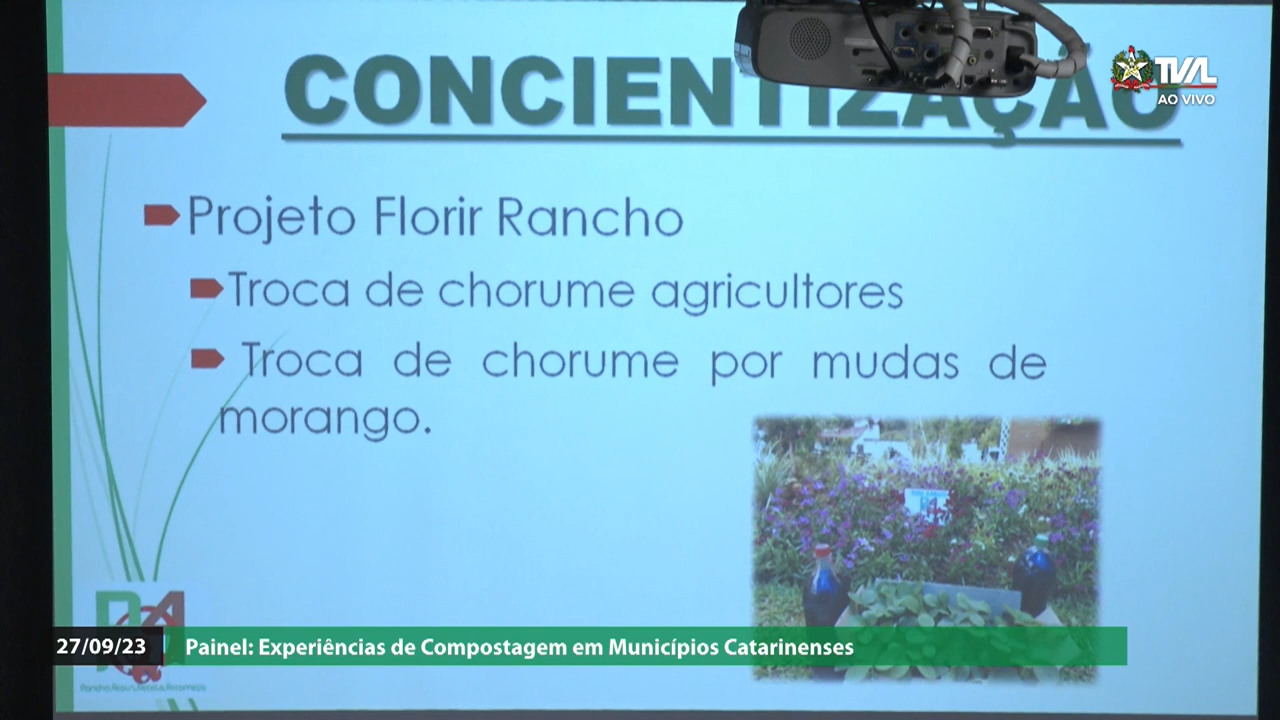 CONCIENTIZAÇÃO
TVAL
AO VIVO
Projeto Florir Rancho
Troca de chorume agricultores
Troca de chorume por mudas de
morango.
27/09/23
Painel: Experiências de Compostagem em Municípios Catarinenses